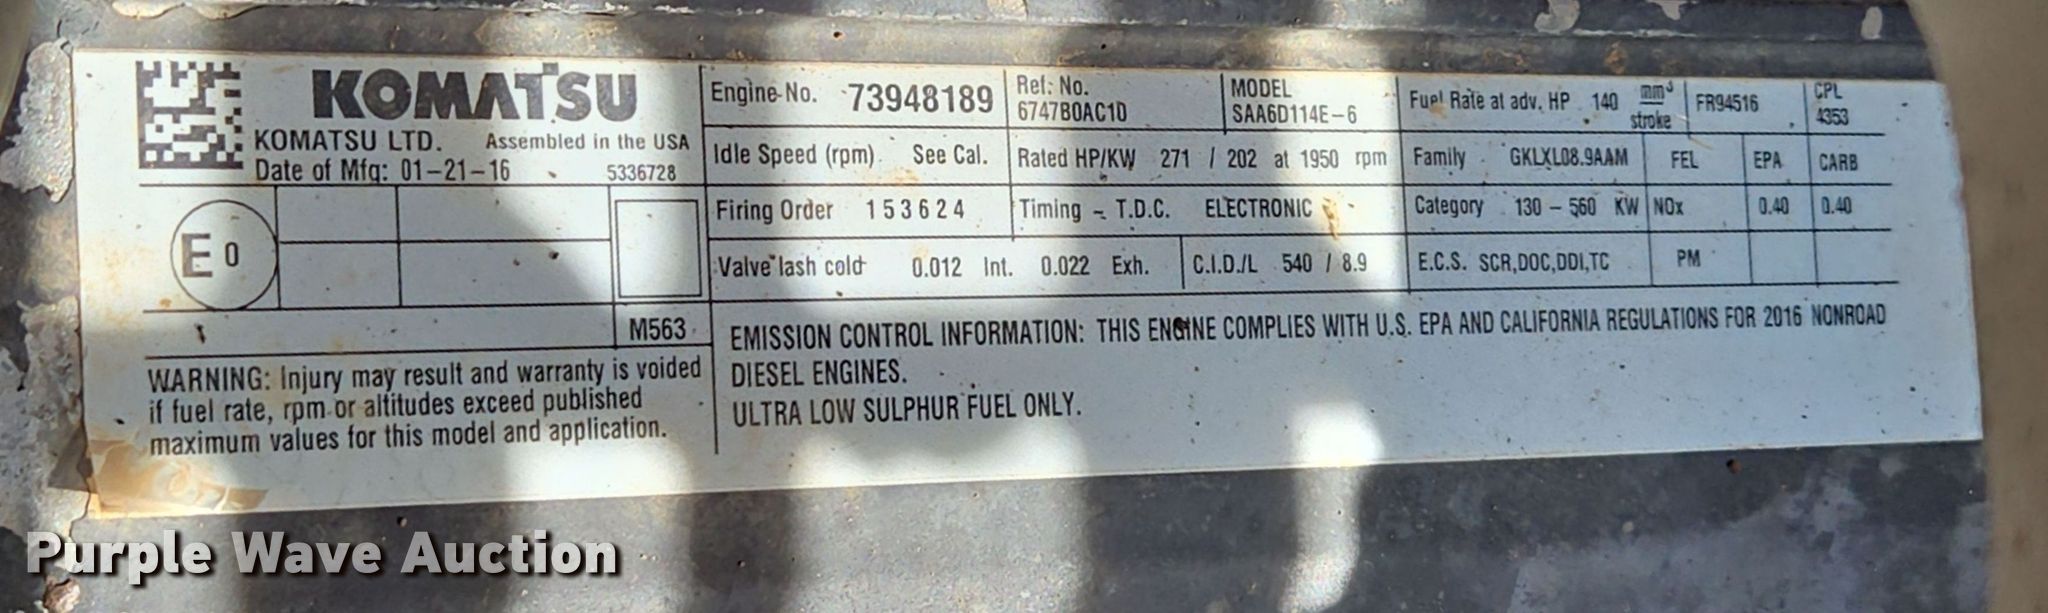 KOMATSU
KOMATSU LTD. Assembled in the USA
Date of Mfg: 01-21-16 5336728
E 0
M563
WARNING: Injury may result and warranty is voided
if fuel rate, rpm or altitudes exceed published
maximum values for this model and application.
Engine No. 73948189
Ref: No.
6747B0AC1D
MODEL
SAA6D114E-6
Fuel Rate at adv. HP 140 mm³
stroke
FR94516
CPL
4353
Idle Speed (rpm) See Cal.
Rated HP/KW 271 / 202 at 1950 rpm
Family GKLXL08.9AAM
FEL EPA CARB
Firing Order 1 5 3 6 2 4
Timing - T.D.C. ELECTRONIC
Category 130 - 560 KW
NOx 0.40 0.40
Valve lash cold 0.012 Int. 0.022 Exh.
C.I.D./L 540 / 8.9
E.C.S. SCR,DOC,DDI,TC
PM
EMISSION CONTROL INFORMATION: THIS ENGINE COMPLIES WITH U.S. EPA AND CALIFORNIA REGULATIONS FOR 2016 NONROAD
DIESEL ENGINES.
ULTRA LOW SULPHUR FUEL ONLY.
Purple Wave Auction